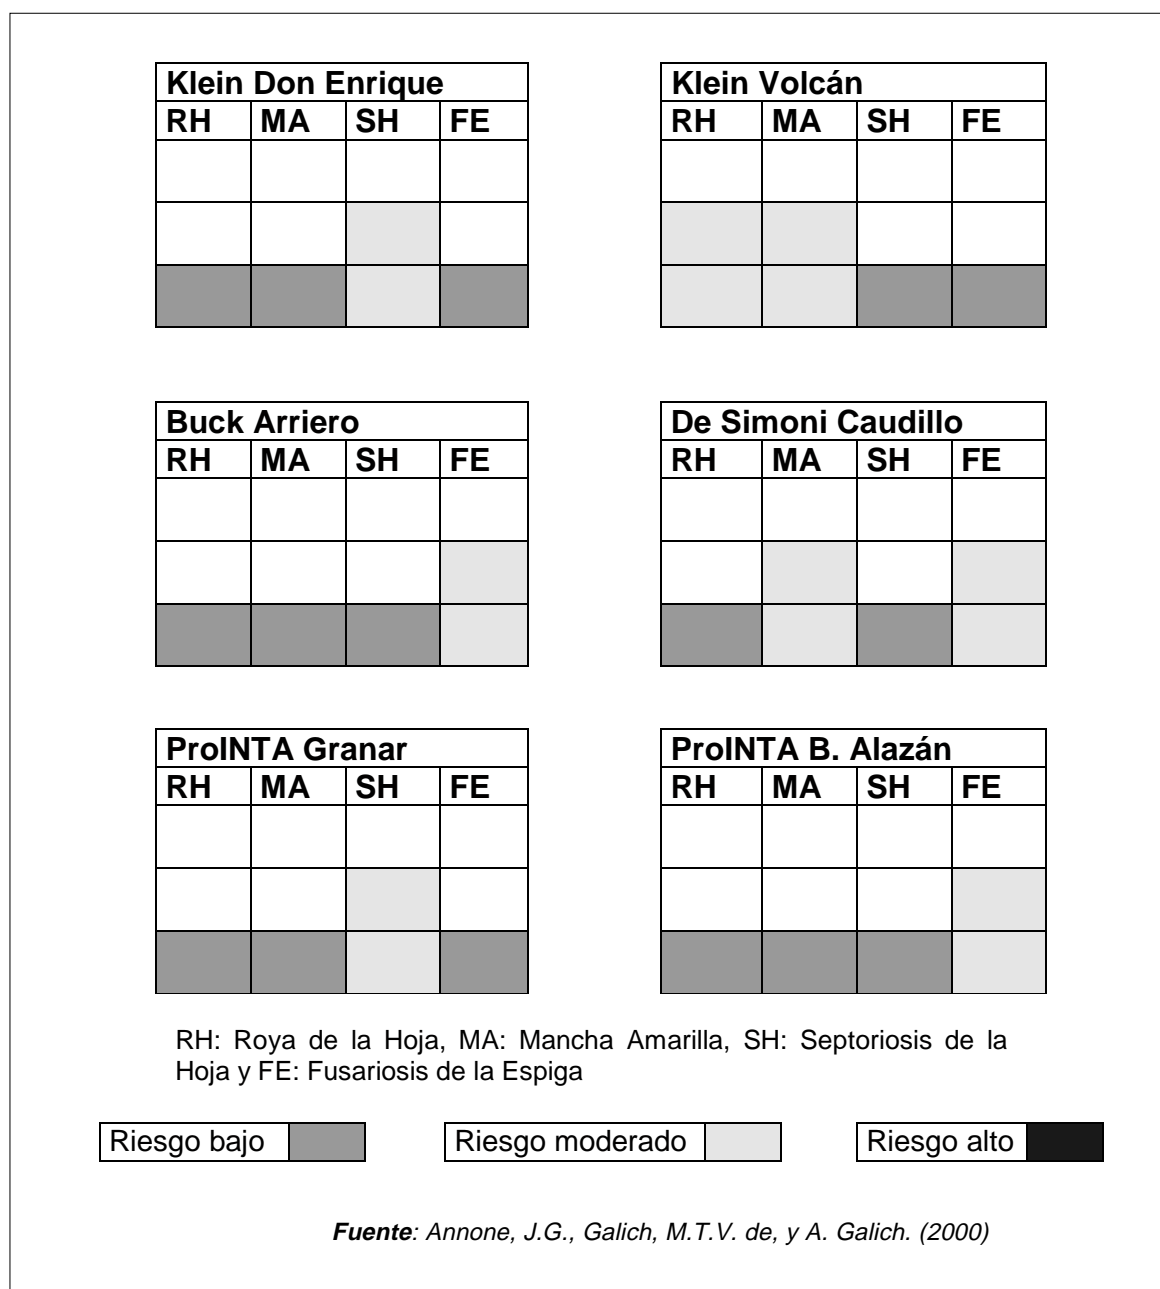 Klein Don Enrique
RH MA SH FE
Klein Volcán
RH MA SH FE
Buck Arriero
RH MA SH FE
De Simoni Caudillo
RH MA SH FE
ProINTA Granar
RH MA SH FE
ProINTA B. Alazán
RH MA SH FE
RH: Roya de la Hoja, MA: Mancha Amarilla, SH: Septoriosis de la
Hoja y FE: Fusariosis de la Espiga
Riesgo bajo
Riesgo moderado
Riesgo alto
Fuente: Annone, J.G., Galich, M.T.V. de, y A. Galich. (2000)